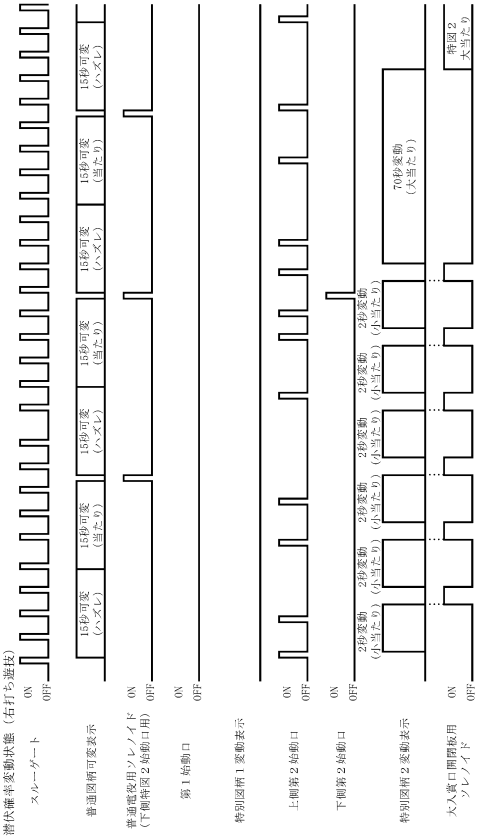 潜伏確率変動状態（右打ち遊技）
スルーゲート
ON
OFF
普通図柄可変表示
15秒可変
（ハズレ）
15秒可変
（当たり）
15秒可変
（ハズレ）
15秒可変
（当たり）
15秒可変
（ハズレ）
15秒可変
（当たり）
15秒可変
（ハズレ）
普通電役用ソレノイド
（下側特図2始動口用）
ON
OFF
第1始動口
ON
OFF
特別図柄1変動表示
上側第2始動口
ON
OFF
下側第2始動口
ON
OFF
特別図柄2変動表示
2秒変動
（小当たり）
2秒変動
（小当たり）
2秒変動
（小当たり）
2秒変動
（小当たり）
2秒変動
（小当たり）
2秒変動
（小当たり）
70秒変動
（大当たり）
大入賞口開閉板用
ソレノイド
ON
OFF
特図2
大当たり